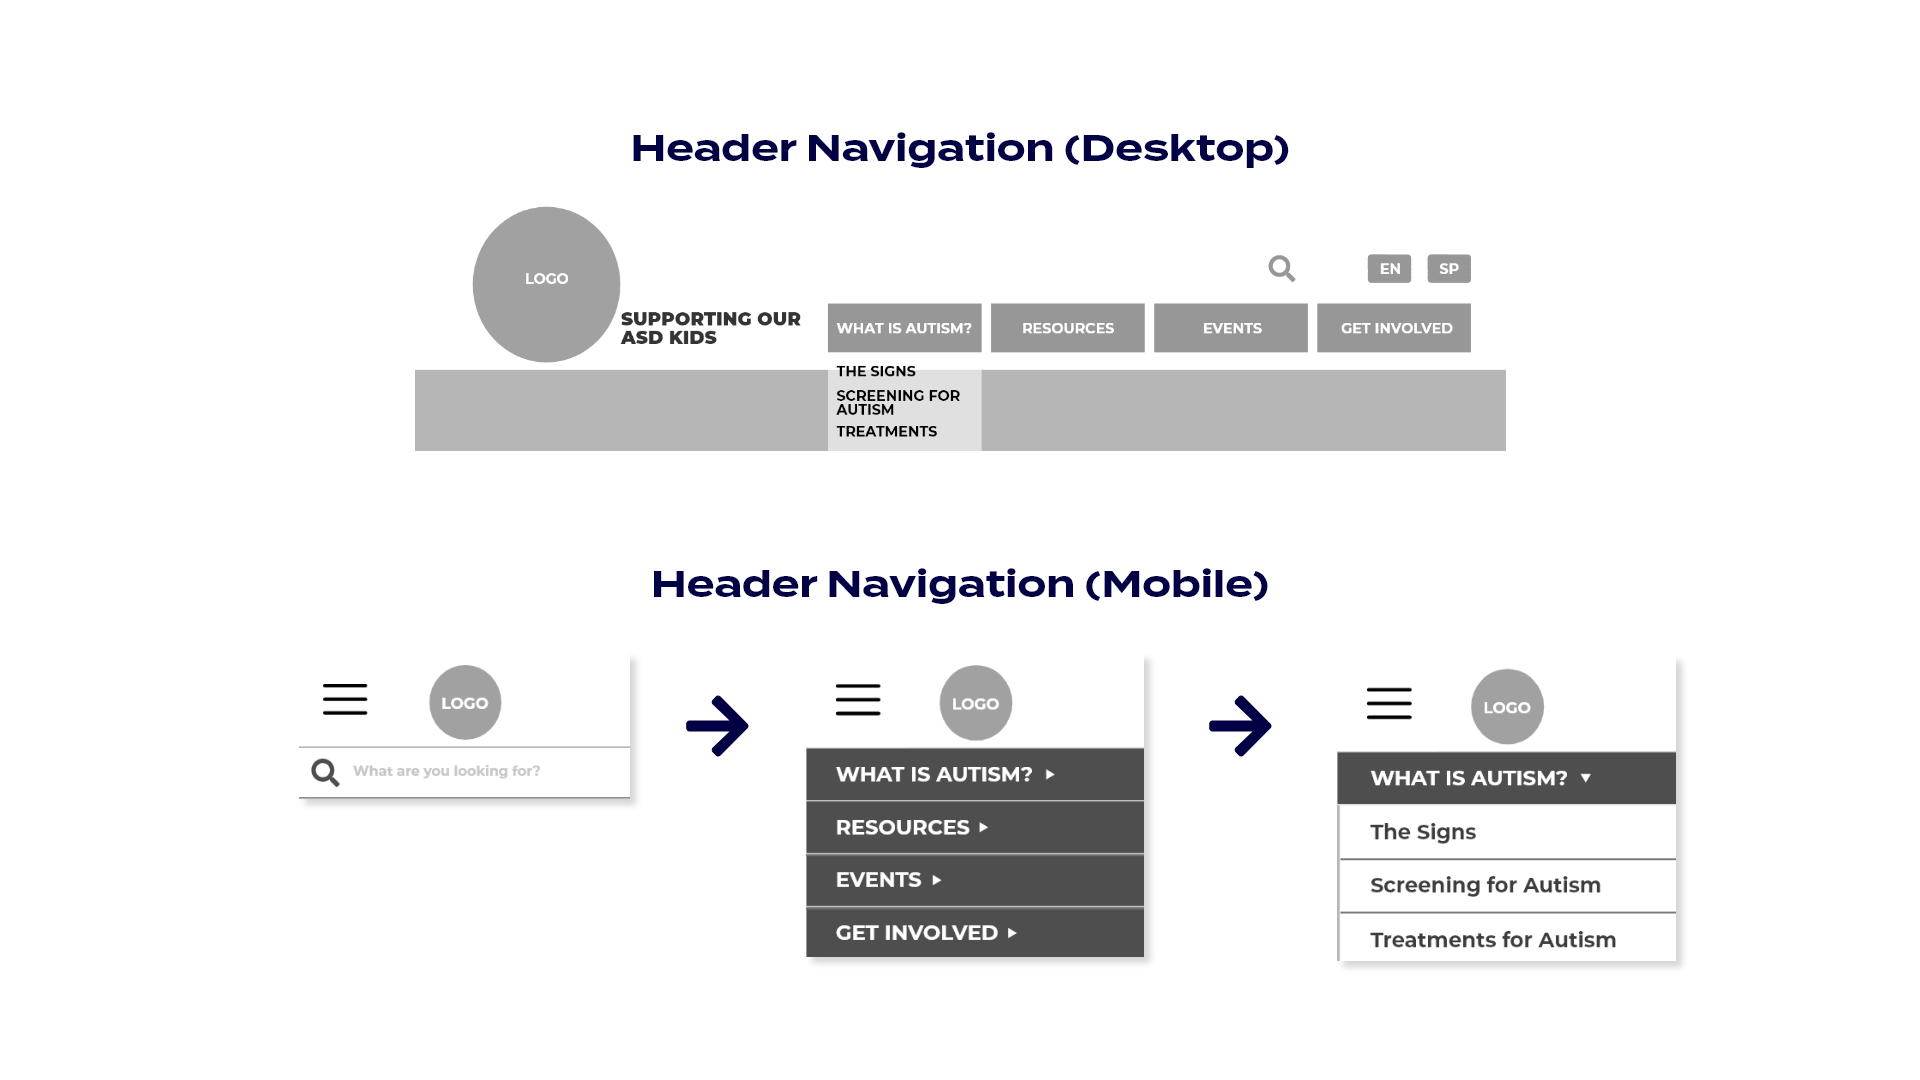 Header Navigation (Desktop)
LOGO
SUPPORTING OUR
ASD KIDS
EN
SP
WHAT IS AUTISM?
RESOURCES
EVENTS
GET INVOLVED
THE SIGNS
SCREENING FOR
AUTISM
TREATMENTS
Header Navigation (Mobile)
LOGO
What are you looking for?
LOGO
WHAT IS AUTISM?
RESOURCES
EVENTS
GET INVOLVED
LOGO
WHAT IS AUTISM?
The Signs
Screening for Autism
Treatments for Autism